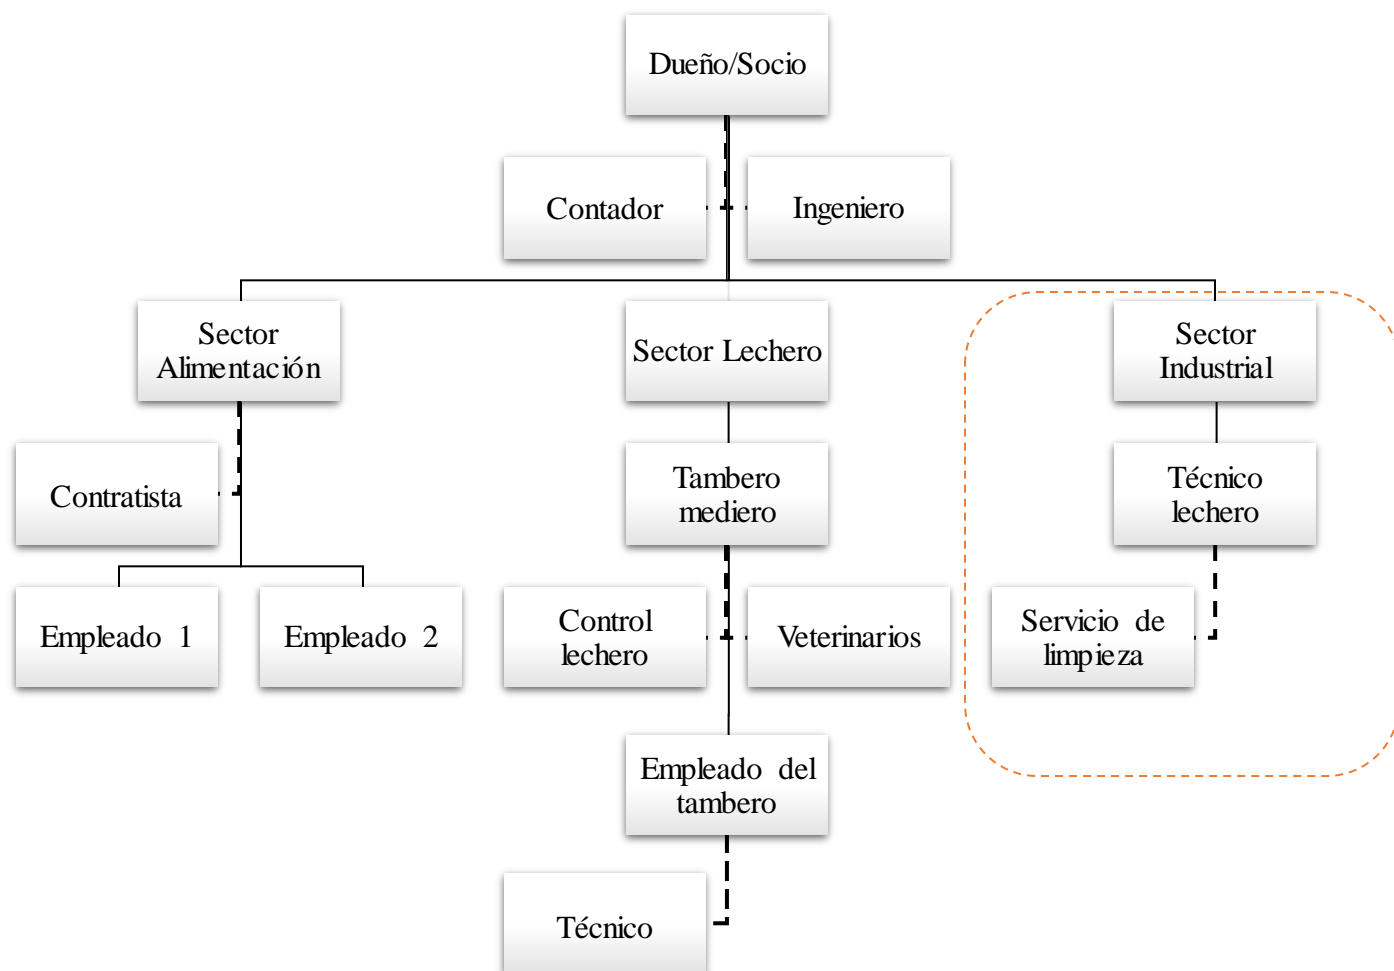 Dueño/Socio
Contador
Ingeniero
Sector
Alimentación
Sector Lechero
Sector
Industrial
Contratista
Tambero
mediero
Técnico
lechero
Empleado 1
Empleado 2
Control
lechero
Veterinarios
Servicio de
limpieza
Empleado del
tambero
Técnico